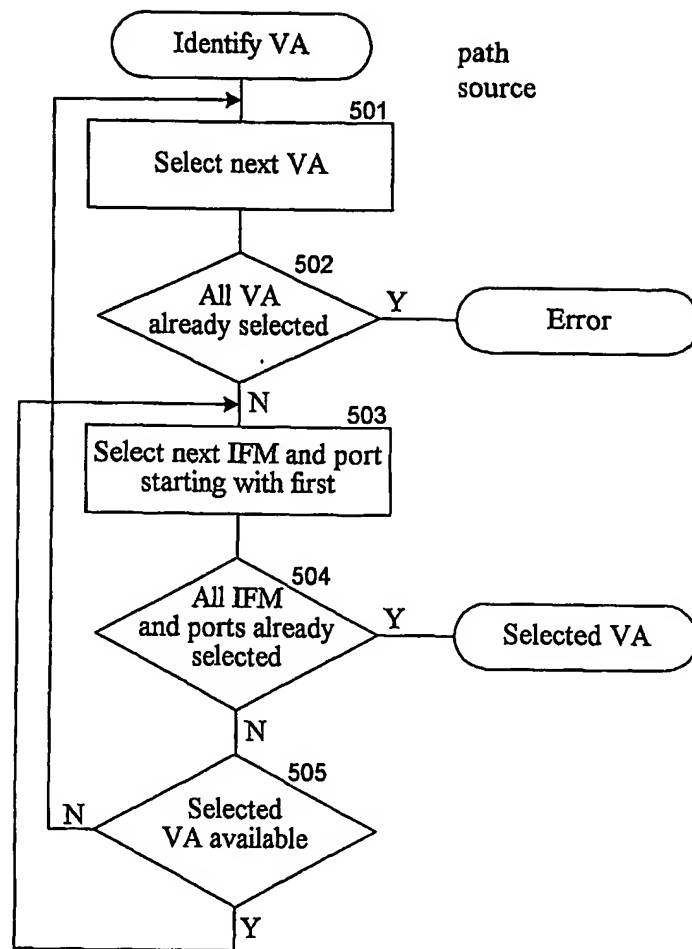 Identify VA
path
source
501
Select next VA
502
All VA
already selected
Y
Error
N
503
Select next IFM and port
starting with first
504
All IFM
and ports already
selected
Y
Selected VA
N
505
N
Selected
VA available
Y